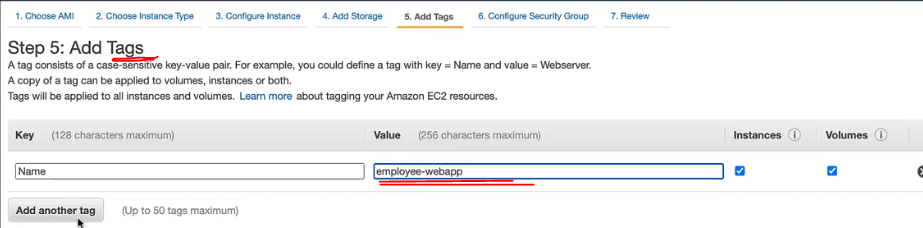 1. Choose AMI 2. Choose Instance Type 3. Configure Instance 4. Add Storage 5. Add Tags 6. Configure Security Group 7. Review
Step 5: Add Tags
A tag consists of a case-sensitive key-value pair. For example, you could define a tag with key = Name and value = Webserver.
A copy of a tag can be applied to volumes, instances or both.
Tags will be applied to all instances and volumes. Learn more about tagging your Amazon EC2 resources.
Key (128 characters maximum) Value (256 characters maximum) Instances i Volumes i
Name employee-webapp
Add another tag (Up to 50 tags maximum)